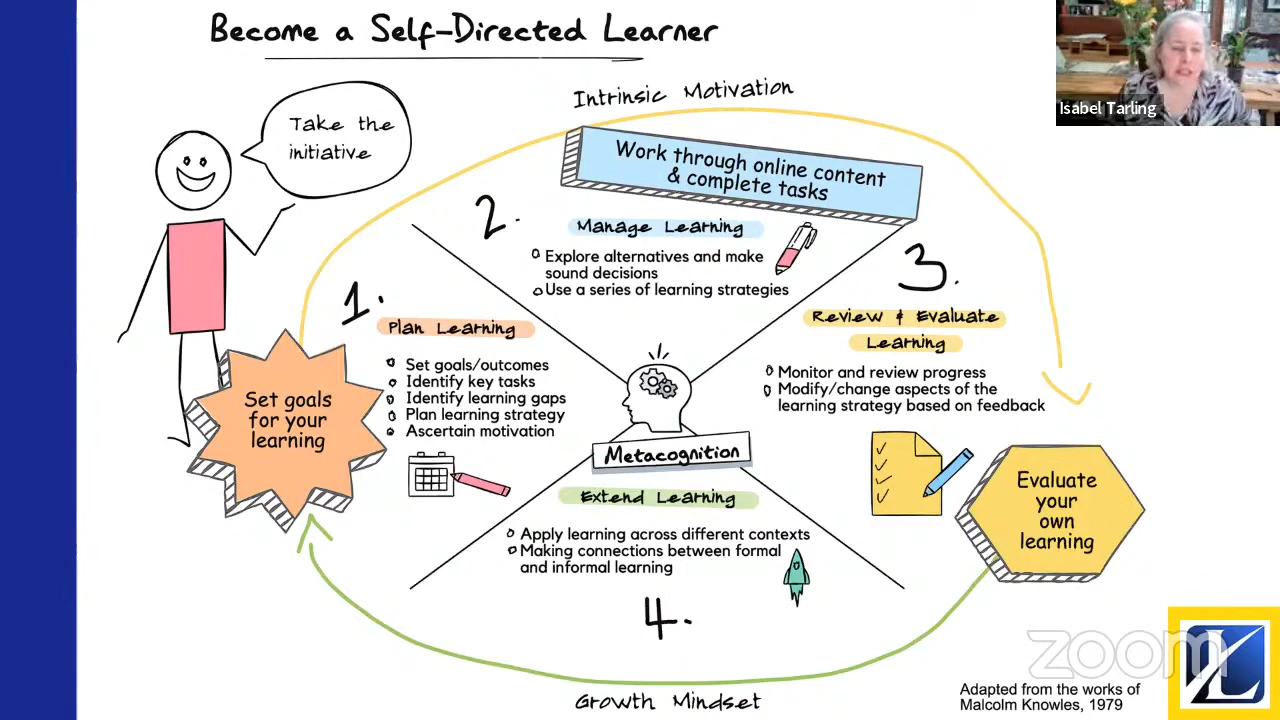 Become a Self-Directed Learner
Isabel Tarling
Take the
initiative
Intrinsic Motivation
Work through online content
& complete tasks
2.
Manage Learning
Explore alternatives and make
sound decisions
Use a series of learning strategies
1.
Plan Learning
Set goals/outcomes
Identify key tasks
Identify learning gaps
Plan learning strategy
Ascertain motivation
Set goals
for your
learning
3.
Review & Evaluate
Learning
Monitor and review progress
Modify/change aspects of the
learning strategy based on feedback
Metacognition
Extend Learning
Apply learning across different contexts
Making connections between formal
and informal learning
4.
Evaluate
your
own
learning
Growth Mindset
zoom
Adapted from the works of
Malcolm Knowles, 1979